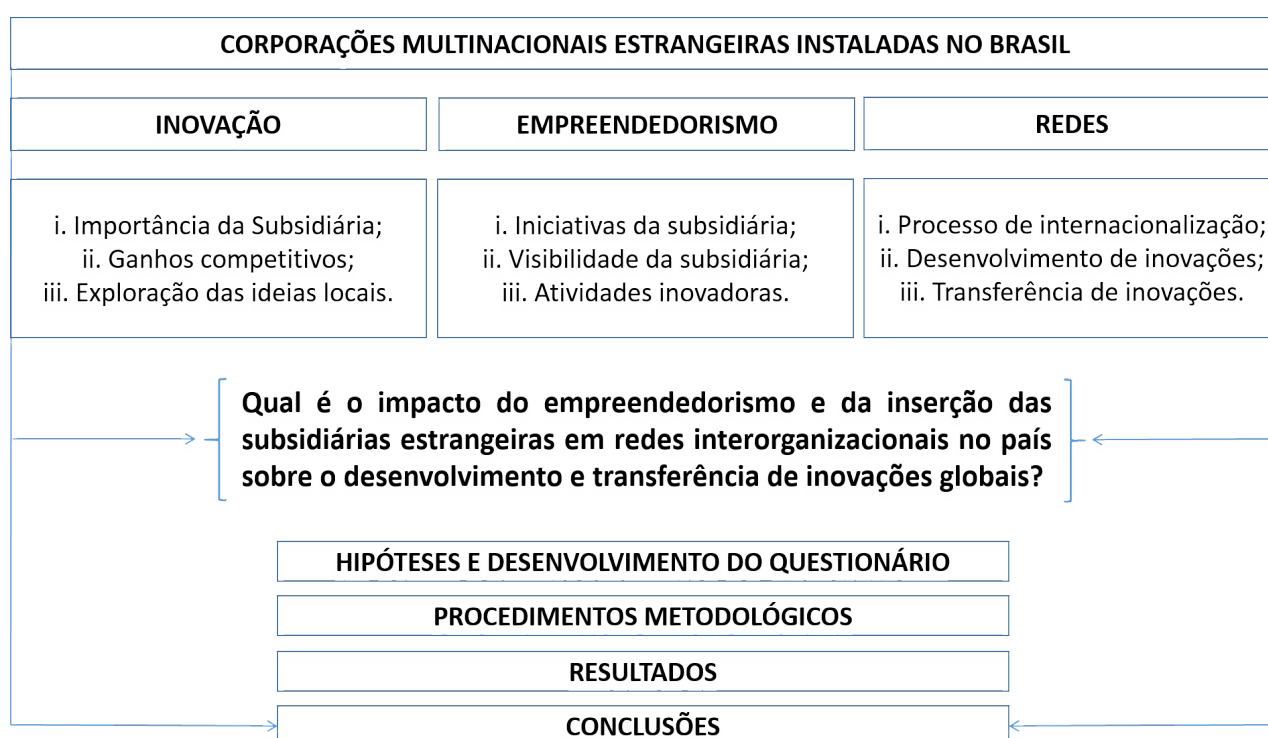 CORPORAÇÕES MULTINACIONAIS ESTRANGEIRAS INSTALADAS NO BRASIL
INOVAÇÃO
EMPREENDEDORISMO
REDES
i. Importância da Subsidiária;
ii. Ganhos competitivos;
iii. Exploração das ideias locais.
i. Iniciativas da subsidiária;
ii. Visibilidade da subsidiária;
iii. Atividades inovadoras.
i. Processo de internacionalização;
ii. Desenvolvimento de inovações;
iii. Transferência de inovações.
Qual é o impacto do empreendedorismo e da inserção das
subsidiárias estrangeiras em redes interorganizacionais no país
sobre o desenvolvimento e transferência de inovações globais?
HIPÓTESES E DESENVOLVIMENTO DO QUESTIONÁRIO
PROCEDIMENTOS METODOLÓGICOS
RESULTADOS
CONCLUSÕES